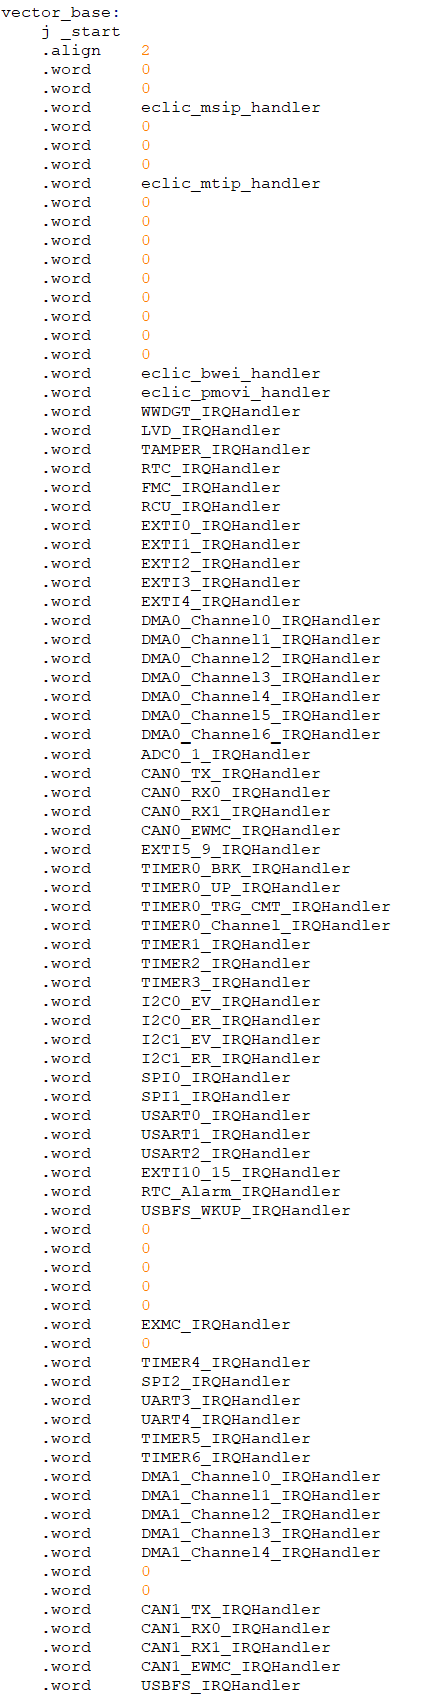 vector_base:
    j _start
    .align    2
    .word     0
    .word     0
    .word     eclic_msip_handler
    .word     0
    .word     0
    .word     0
    .word     eclic_mtip_handler
    .word     0
    .word     0
    .word     0
    .word     0
    .word     0
    .word     0
    .word     0
    .word     0
    .word     0
    .word     eclic_bwei_handler
    .word     eclic_pmovi_handler
    .word     WWDGT_IRQHandler
    .word     LVD_IRQHandler
    .word     TAMPER_IRQHandler
    .word     RTC_IRQHandler
    .word     FMC_IRQHandler
    .word     RCU_IRQHandler
    .word     EXTI0_IRQHandler
    .word     EXTI1_IRQHandler
    .word     EXTI2_IRQHandler
    .word     EXTI3_IRQHandler
    .word     EXTI4_IRQHandler
    .word     DMA0_Channel0_IRQHandler
    .word     DMA0_Channel1_IRQHandler
    .word     DMA0_Channel2_IRQHandler
    .word     DMA0_Channel3_IRQHandler
    .word     DMA0_Channel4_IRQHandler
    .word     DMA0_Channel5_IRQHandler
    .word     DMA0_Channel6_IRQHandler
    .word     ADC0_1_IRQHandler
    .word     CAN0_TX_IRQHandler
    .word     CAN0_RX0_IRQHandler
    .word     CAN0_RX1_IRQHandler
    .word     CAN0_EWMC_IRQHandler
    .word     EXTI5_9_IRQHandler
    .word     TIMER0_BRK_IRQHandler
    .word     TIMER0_UP_IRQHandler
    .word     TIMER0_TRG_CMT_IRQHandler
    .word     TIMER0_Channel_IRQHandler
    .word     TIMER1_IRQHandler
    .word     TIMER2_IRQHandler
    .word     TIMER3_IRQHandler
    .word     I2C0_EV_IRQHandler
    .word     I2C0_ER_IRQHandler
    .word     I2C1_EV_IRQHandler
    .word     I2C1_ER_IRQHandler
    .word     SPI0_IRQHandler
    .word     SPI1_IRQHandler
    .word     USART0_IRQHandler
    .word     USART1_IRQHandler
    .word     USART2_IRQHandler
    .word     EXTI10_15_IRQHandler
    .word     RTC_Alarm_IRQHandler
    .word     USBFS_WKUP_IRQHandler
    .word     0
    .word     0
    .word     0
    .word     0
    .word     0
    .word     EXMC_IRQHandler
    .word     0
    .word     TIMER4_IRQHandler
    .word     SPI2_IRQHandler
    .word     UART3_IRQHandler
    .word     UART4_IRQHandler
    .word     TIMER5_IRQHandler
    .word     TIMER6_IRQHandler
    .word     DMA1_Channel0_IRQHandler
    .word     DMA1_Channel1_IRQHandler
    .word     DMA1_Channel2_IRQHandler
    .word     DMA1_Channel3_IRQHandler
    .word     DMA1_Channel4_IRQHandler
    .word     0
    .word     0
    .word     CAN1_TX_IRQHandler
    .word     CAN1_RX0_IRQHandler
    .word     CAN1_RX1_IRQHandler
    .word     CAN1_EWMC_IRQHandler
    .word     USBFS_IRQHandler